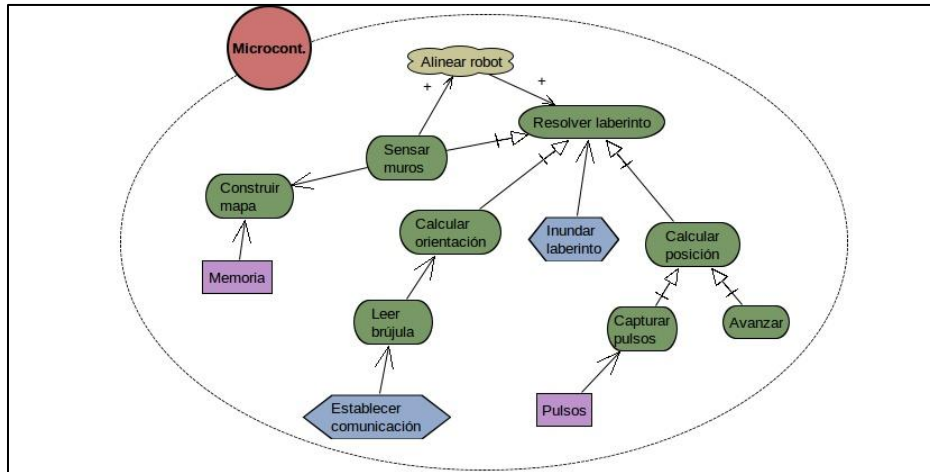 Microcont.
Alinear robot
+
+
Resolver laberinto
Sensar
muros
Construir
mapa
Calcular
orientación
Inundar
laberinto
Calcular
posición
Memoria
Leer
brújula
Capturar
pulsos
Avanzar
Establecer
comunicación
Pulsos